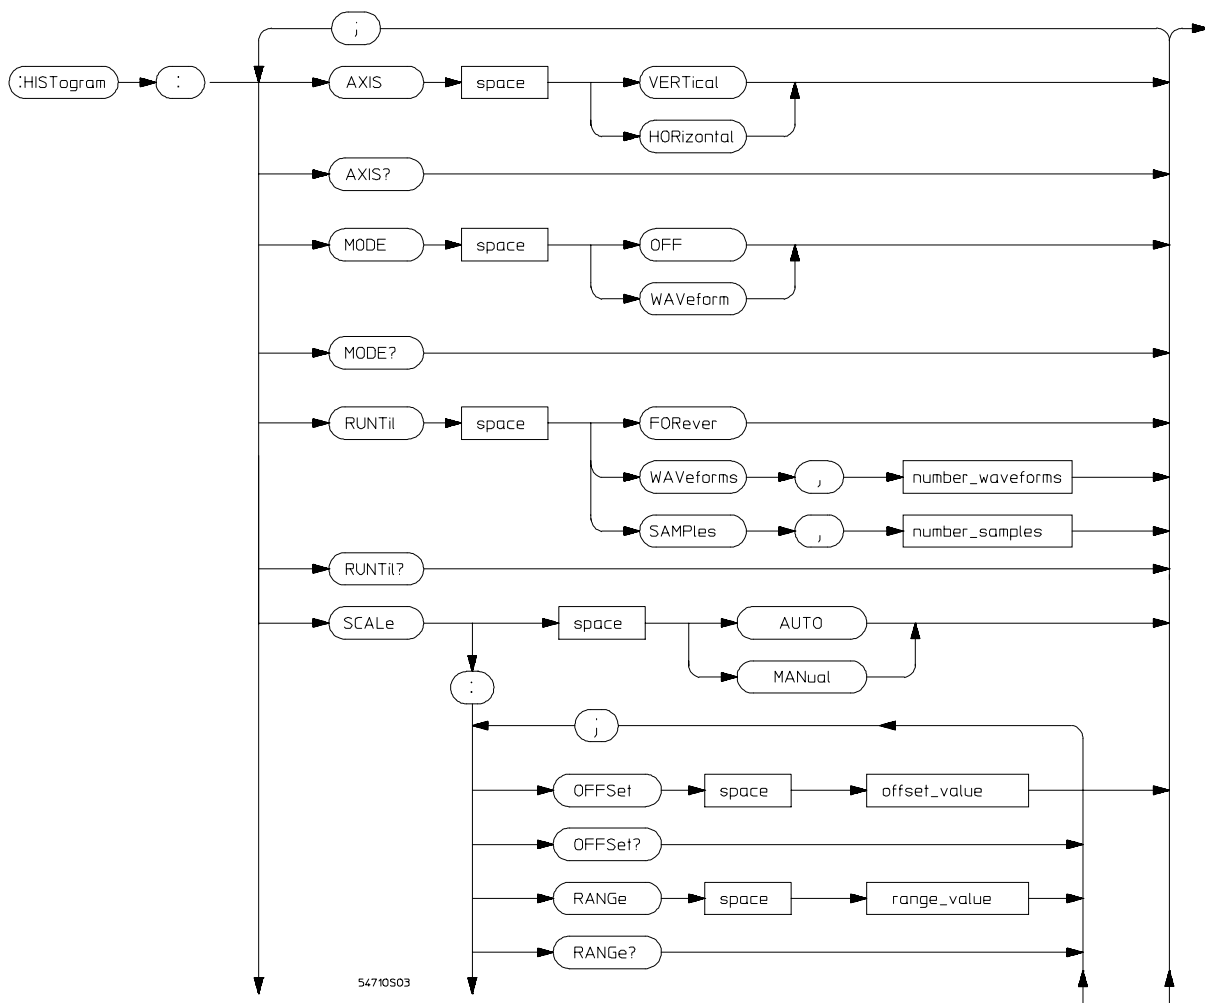 ;
:HISTogram : AXIS space VERTical
HORizontal
AXIS?
MODE space OFF
WAVeform
MODE?
RUNTil space FORever
WAVeforms , number_waveforms
SAMPles , number_samples
RUNTil?
SCALe space AUTO
MANual
:
;
OFFSet space offset_value
OFFSet?
RANGe space range_value
RANGe?
54710S03